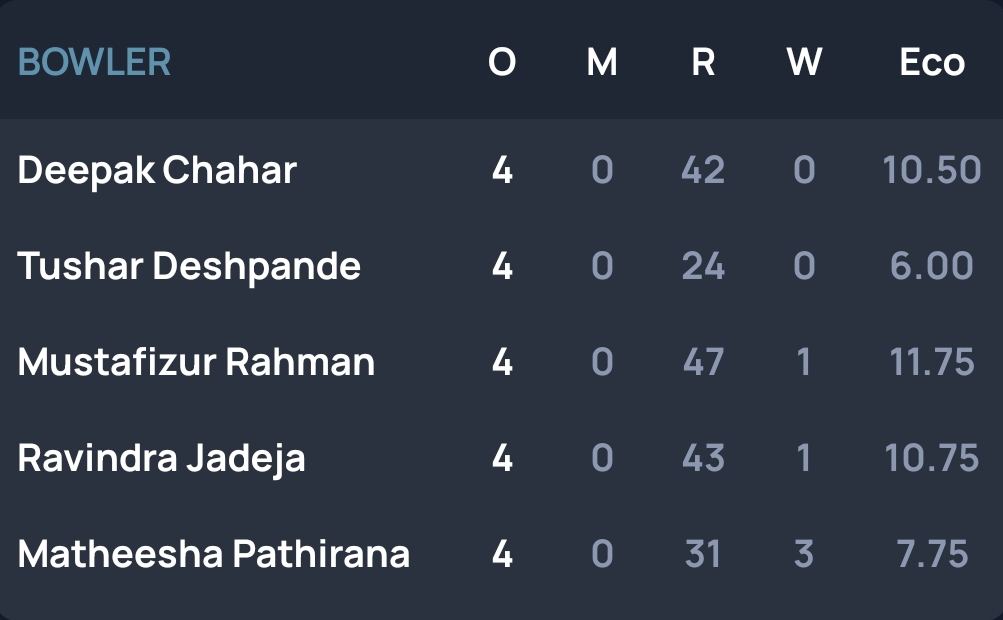 BOWLER O M R W Eco
Deepak Chahar 4 0 42 0 10.50
Tushar Deshpande 4 0 24 0 6.00
Mustafizur Rahman 4 0 47 1 11.75
Ravindra Jadeja 4 0 43 1 10.75
Matheesha Pathirana 4 0 31 3 7.75